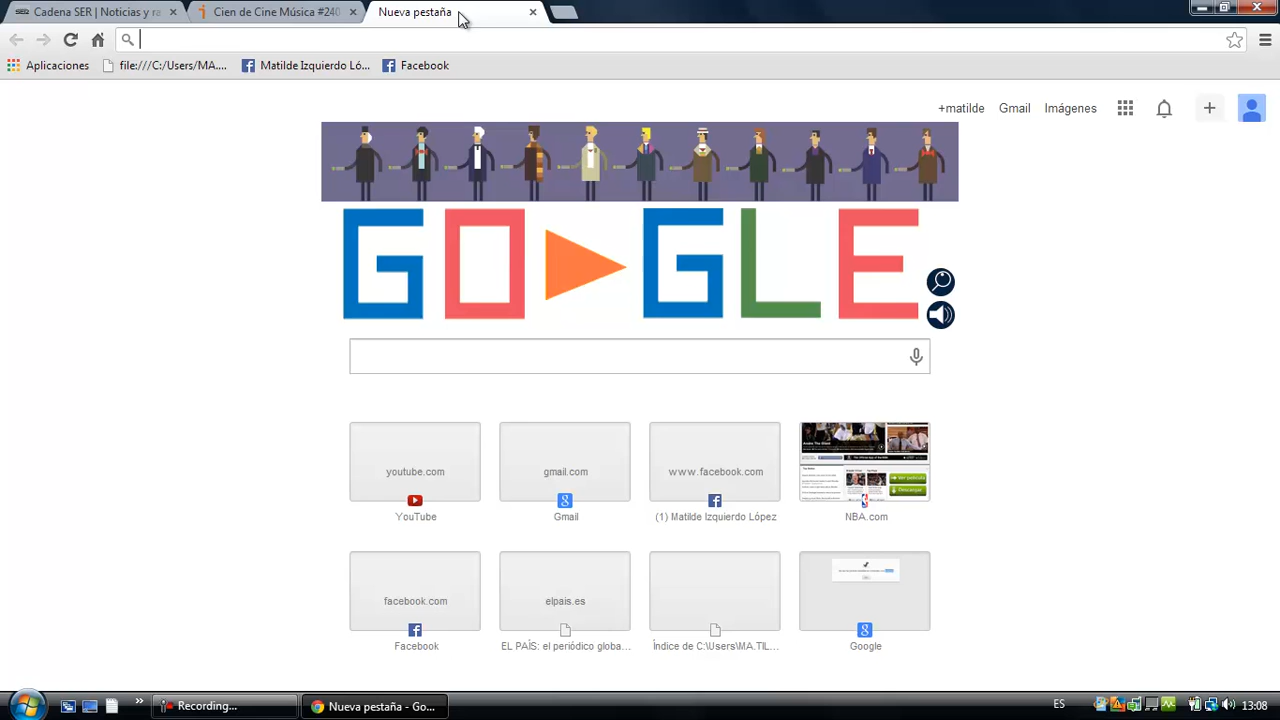 Cadena SER | Noticias y ra
Cien de Cine Música #240
Nueva pestaña
Aplicaciones
file:///C:/Users/MA....
Matilde Izquierdo Ló...
Facebook
+matilde
Gmail
Imágenes
GO GLE
youtube.com
gmail.com
www.facebook.com
YouTube
Gmail
(1) Matilde Izquierdo López
NBA.com
facebook.com
elpais.es
Facebook
EL PAÍS: el periódico globa...
Índice de C:\Users\MA.TIL...
Google
Recording...
Nueva pestaña - Go...
ES
13:08